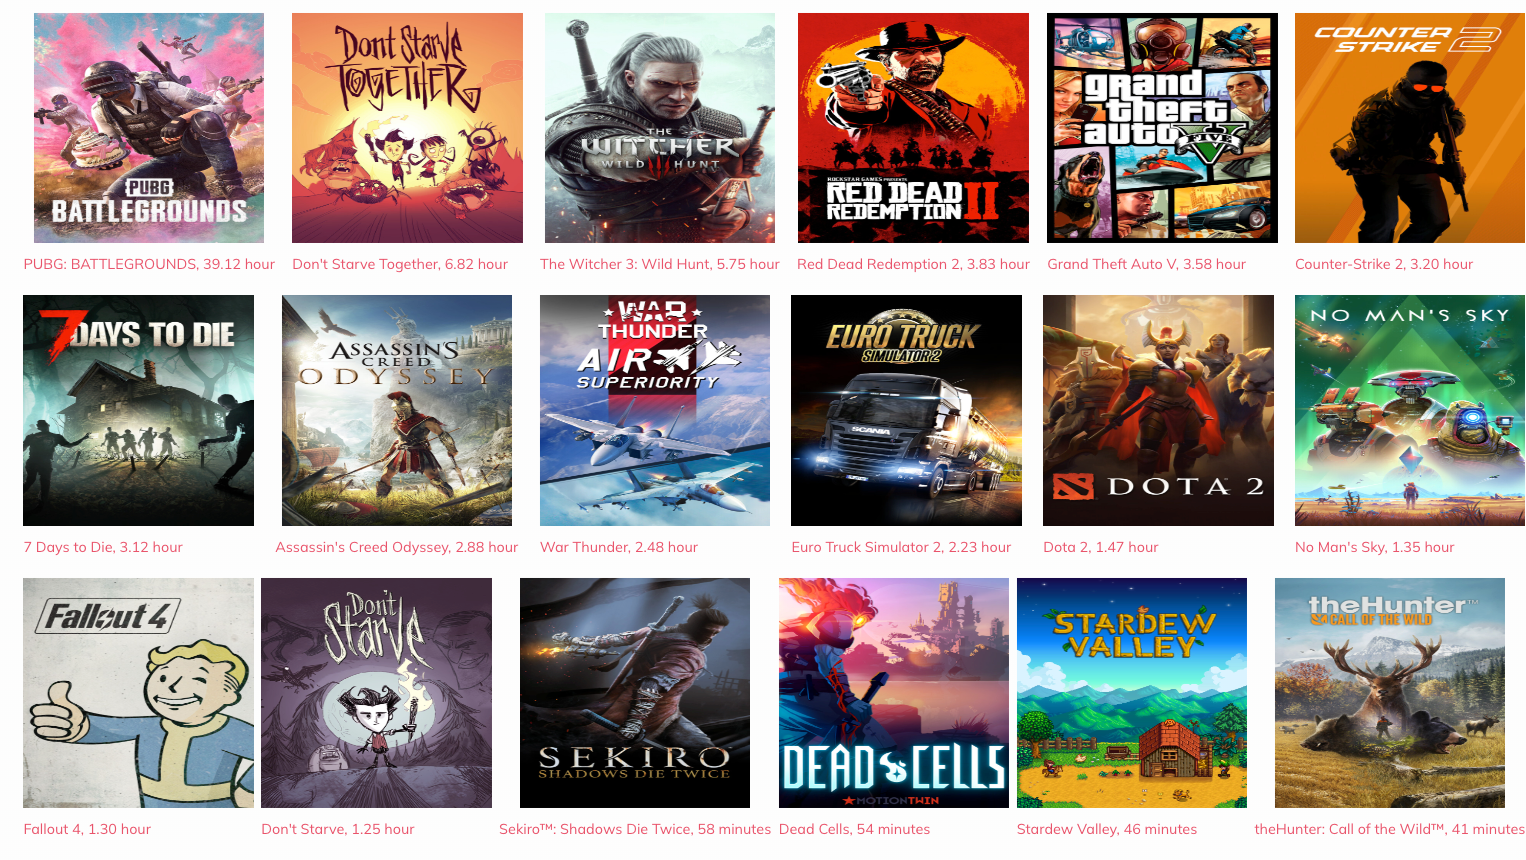 DON'T STARVE
TOGETHER
COUNTER
STRIKE 2
THE
WITCHER
WILD HUNT
grand
theft
auto
FIVE
V
PUBG
BATTLEGROUNDS
ROCKSTAR GAMES PRESENTS
RED DEAD
REDEMPTION II
PUBG: BATTLEGROUNDS, 39.12 hour
Don't Starve Together, 6.82 hour
The Witcher 3: Wild Hunt, 5.75 hour
Red Dead Redemption 2, 3.83 hour
Grand Theft Auto V, 3.58 hour
Counter-Strike 2, 3.20 hour
7 DAYS TO DIE
ASSASSIN'S
CREED
ODYSSEY
WAR
THUNDER
AIR
SUPERIORITY
EURO TRUCK
SIMULATOR 2
SCANIA
DOTA 2
NO MAN'S SKY
7 Days to Die, 3.12 hour
Assassin's Creed Odyssey, 2.88 hour
War Thunder, 2.48 hour
Euro Truck Simulator 2, 2.23 hour
Dota 2, 1.47 hour
No Man's Sky, 1.35 hour
Fallout 4
Don't
Starve
SEKIRO
SHADOWS DIE TWICE
DEAD CELLS
MOTIONTWIN
STARDEW
VALLEY
theHunter™
CALL OF THE WILD
Fallout 4, 1.30 hour
Don't Starve, 1.25 hour
Sekiro™: Shadows Die Twice, 58 minutes
Dead Cells, 54 minutes
Stardew Valley, 46 minutes
theHunter: Call of the Wild™, 41 minutes